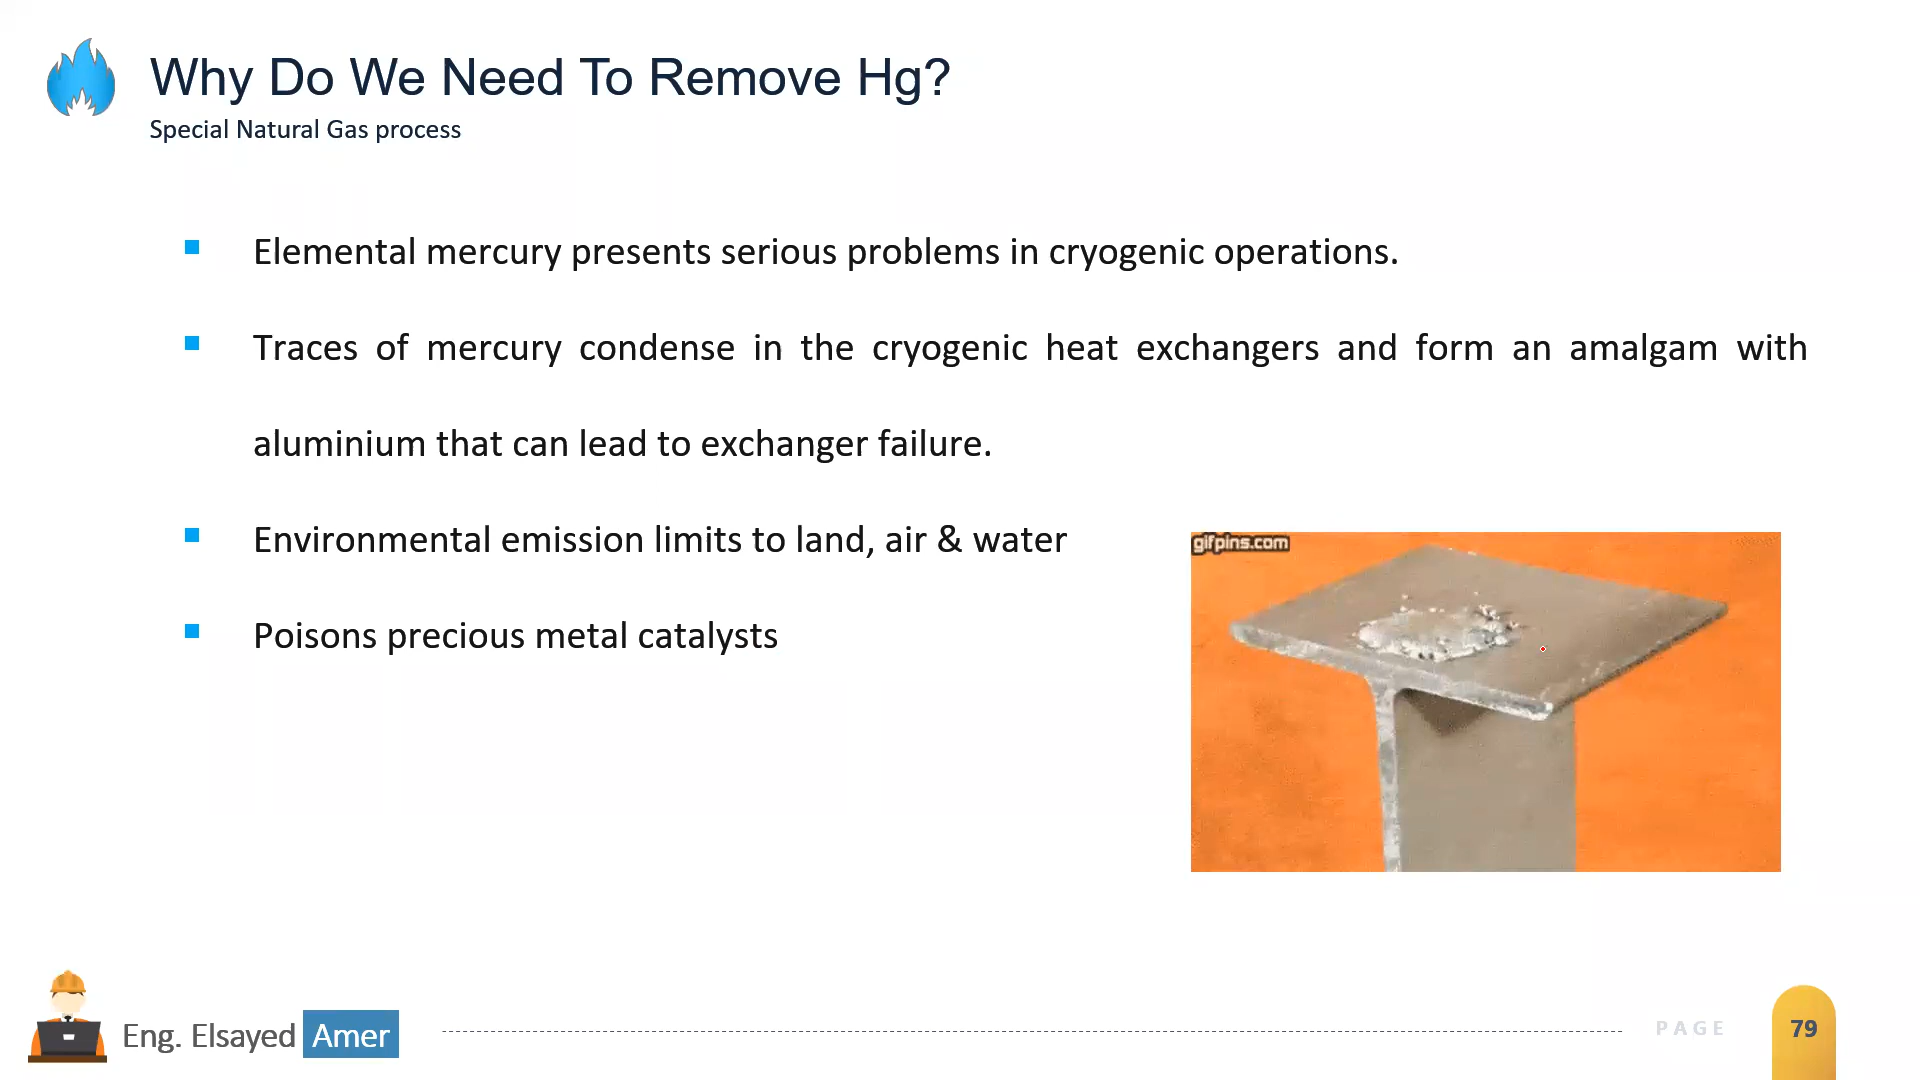 Why Do We Need To Remove Hg?
Special Natural Gas process
Elemental mercury presents serious problems in cryogenic operations.
Traces of mercury condense in the cryogenic heat exchangers and form an amalgam with
aluminium that can lead to exchanger failure.
Environmental emission limits to land, air & water
Poisons precious metal catalysts
gifpins.com
Eng. Elsayed Amer
PAGE
79